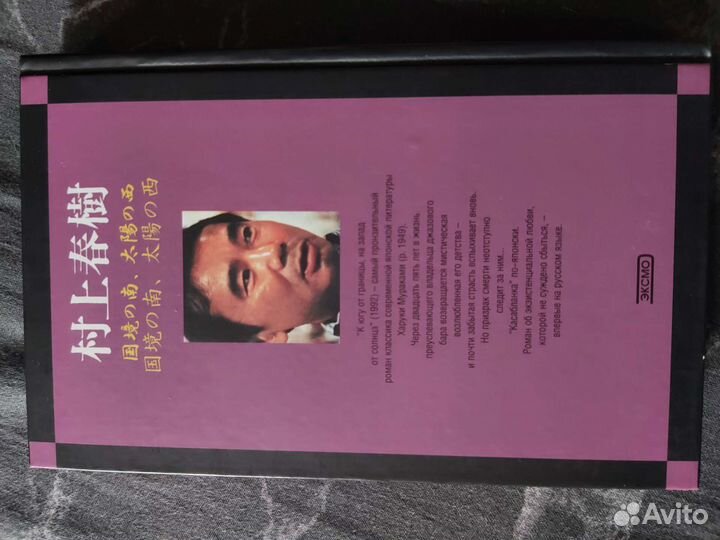 村上春樹
国境の南、太陽の西
国境の南、太陽の西
"К югу от границы, на запад
от солнца" (1992) – самый пронзительный
роман классика современной японской литературы
Харуки Мураками (р. 1949).
Через двадцать пять лет в жизнь
преуспевающего владельца джазового
бара возвращается мистическая
возлюбленная его детства –
и почти забытая страсть вспыхивает вновь.
Но призрак смерти неотступно
следит за ним...
"Касабланка" по-японски.
Роман об экзистенциальной любви,
которой не суждено сбыться, –
впервые на русском языке.
ЭКСМО
Avito